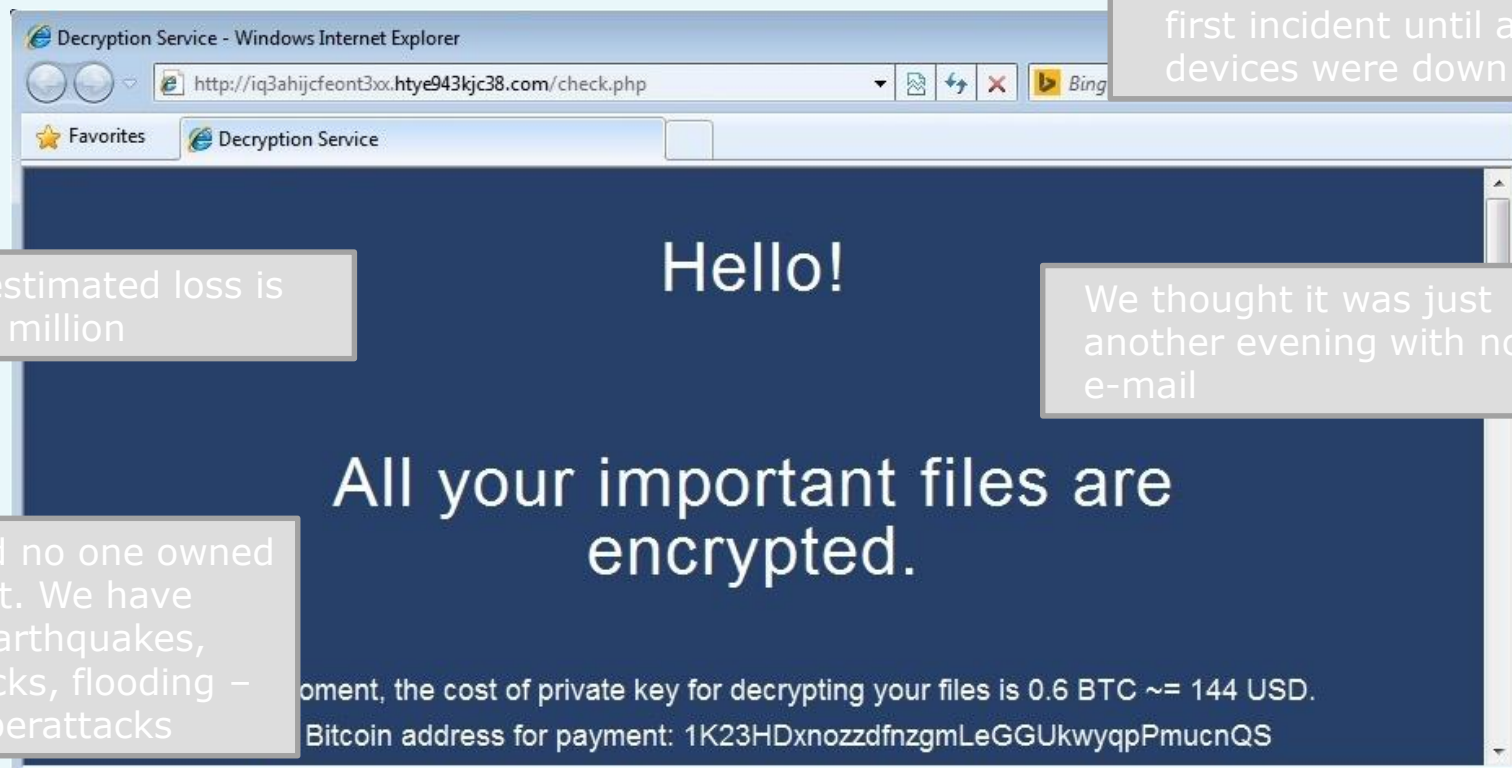 first incident until a
devices were down
Decryption Service - Windows Internet Explorer
http://iq3ahijcfeont3xx.htye943kjc38.com/check.php
Bing
Favorites
Decryption Service
Hello!
estimated loss is
million
We thought it was just
another evening with no
e-mail
All your important files are
encrypted.
d no one owned
t. We have
arthquakes,
cks, flooding –
perattacks
oment, the cost of private key for decrypting your files is 0.6 BTC ~= 144 USD.
Bitcoin address for payment: 1K23HDxnozzdfnzgmLeGGUkwyqpPmucnQS